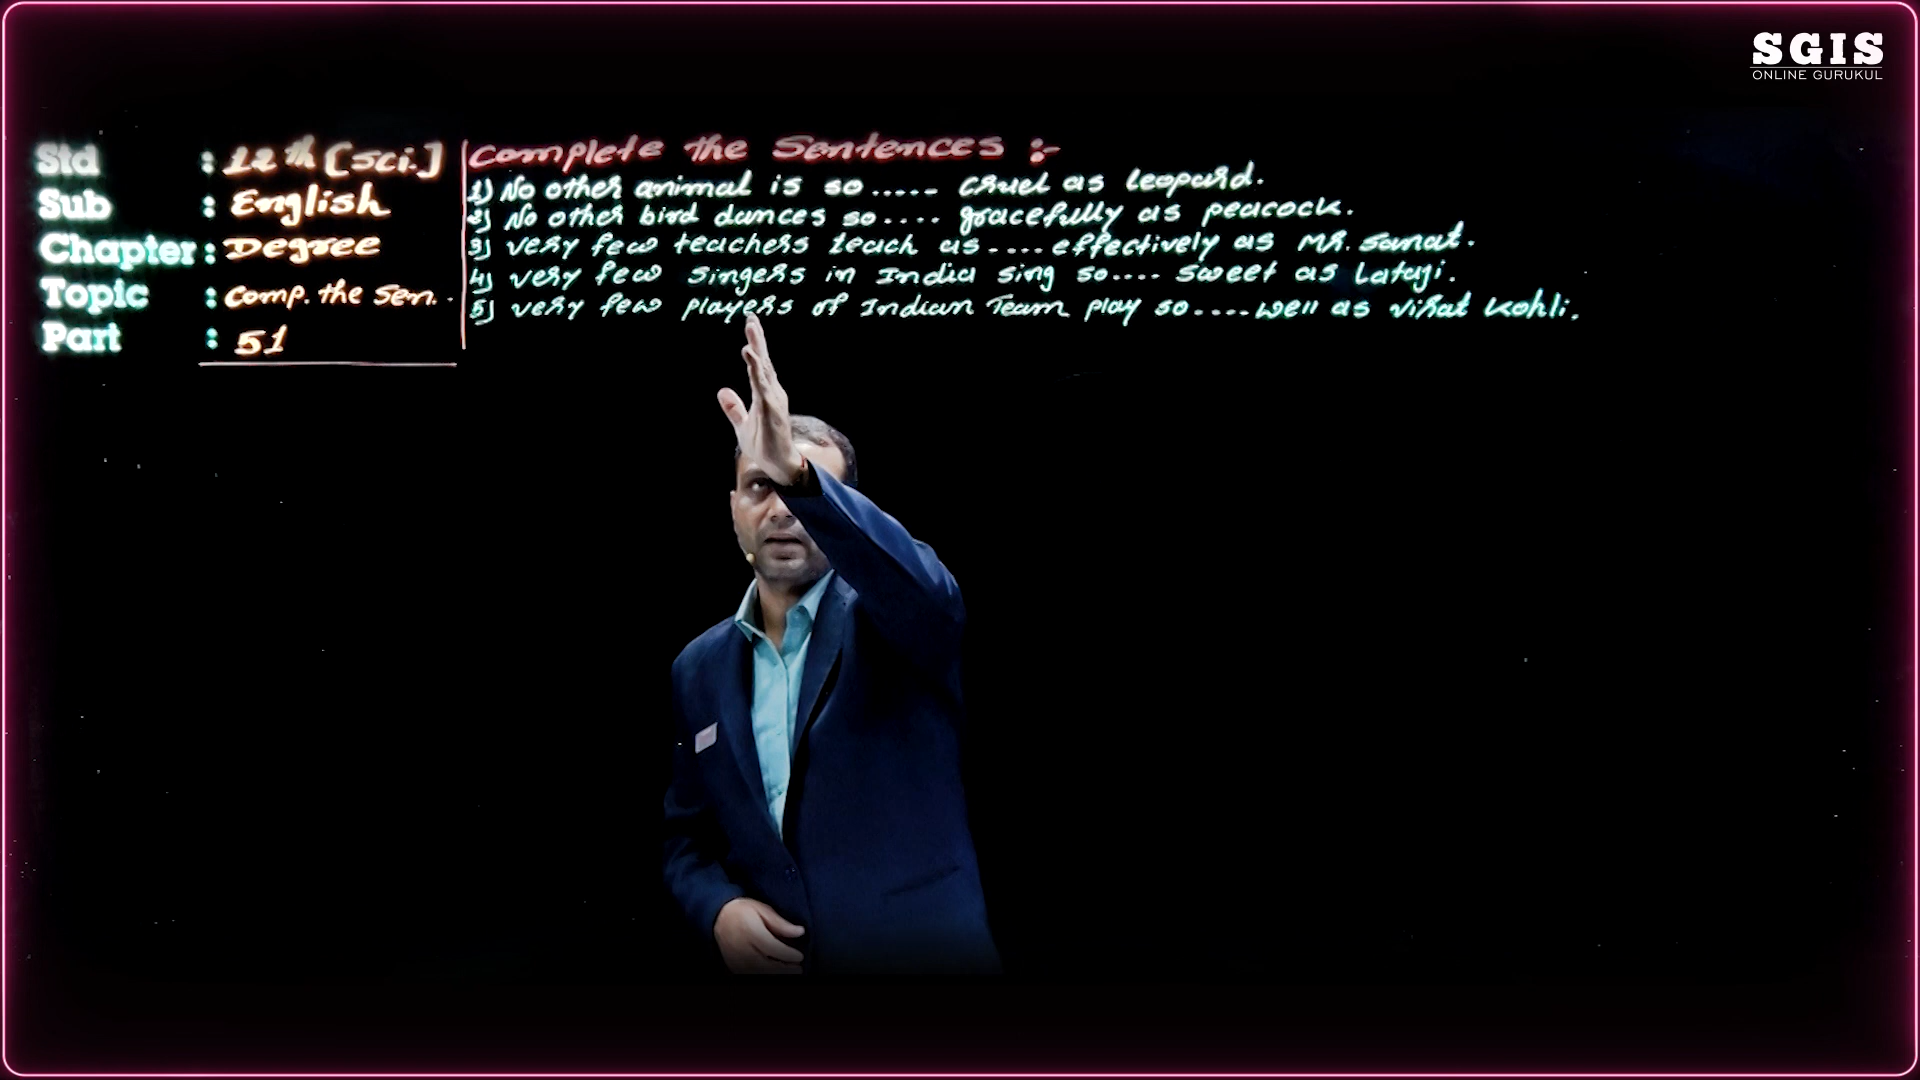 SGIS
ONLINE GURUKUL
Std : 12th [Sci.]
Sub : English
Chapter : Degree
Topic : Comp. the Sen.
Part : 51
Complete the Sentences :-
1) No other animal is so ..... cruel as leopard.
2) No other bird dances so .... gracefully as peacock.
3) very few teachers teach as .... effectively as Mr. Sanat.
4) very few singers in India sing so .... sweet as Lataji.
5) very few players of Indian Team play so .... well as Virat Kohli.